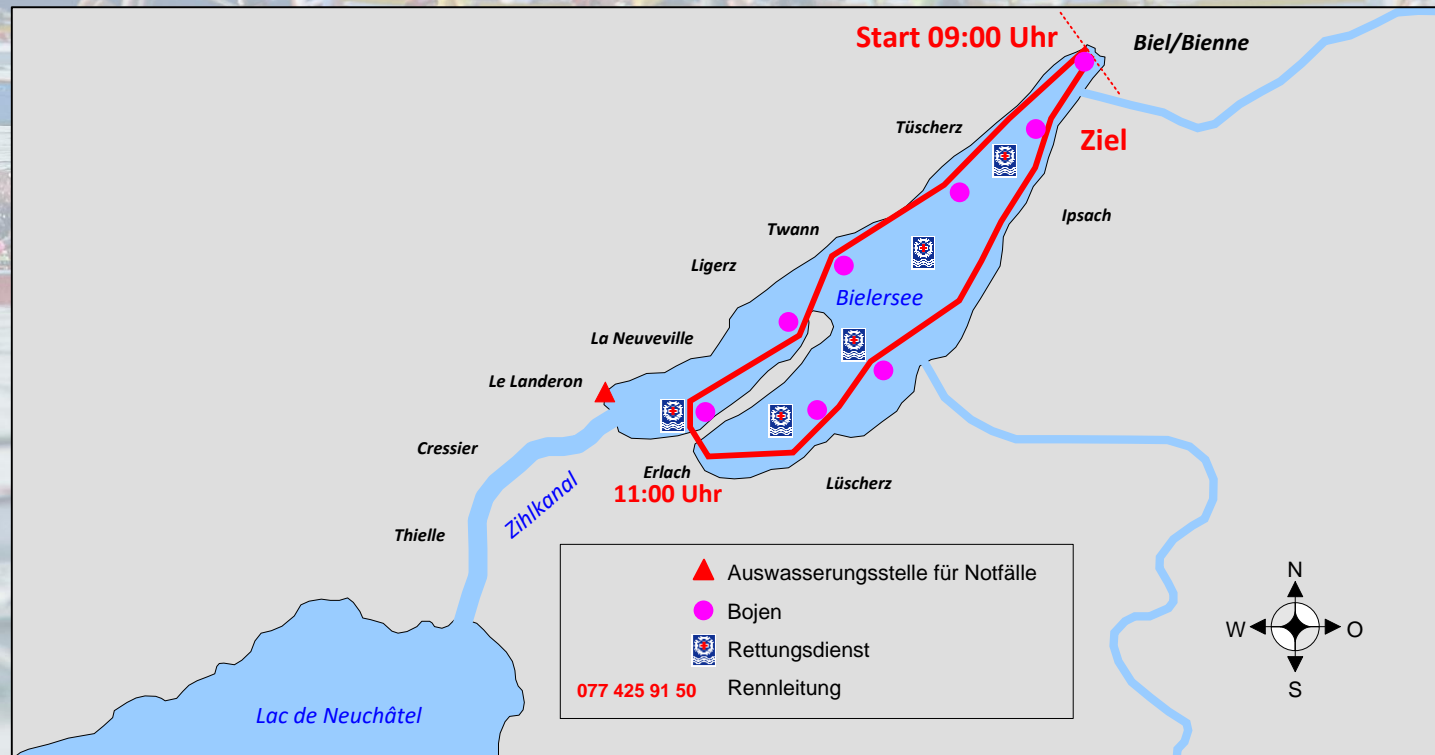 Start 09:00 Uhr
Biel/Bienne
Tüscherz
Ziel
Ipsach
Twann
Ligerz
Bielersee
La Neuveville
Le Landeron
Cressier
Erlach
11:00 Uhr
Lüscherz
Zihlkanal
Thielle
Lac de Neuchâtel
Auswasserungsstelle für Notfälle
Bojen
Rettungsdienst
077 425 91 50 Rennleitung
N
W O
S